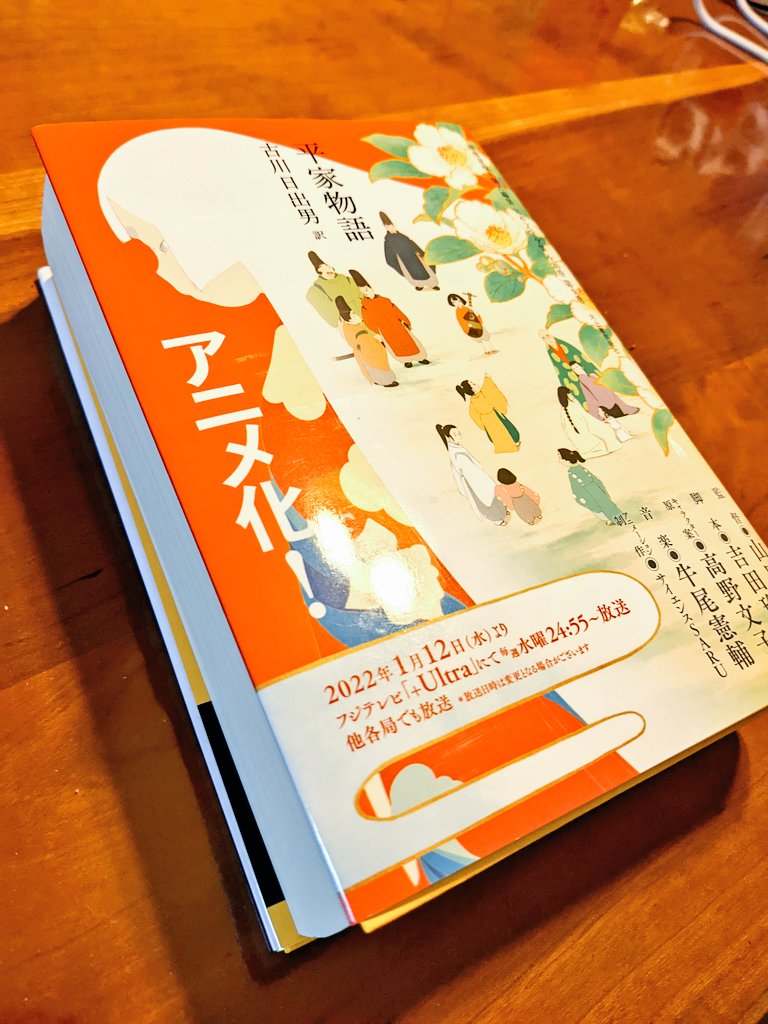 平家物語
古川日出男 訳
アニメ化!
監督●山田
脚本●吉田
キャラクター原案●高野文子
音楽●牛尾憲輔
アニメーション制作●サイエンスSARU
2022年1月12日(水)より
フジテレビ「+Ultra」にて毎週水曜24:55〜放送
他各局でも放送 *放送日時は変更となる場合がございます